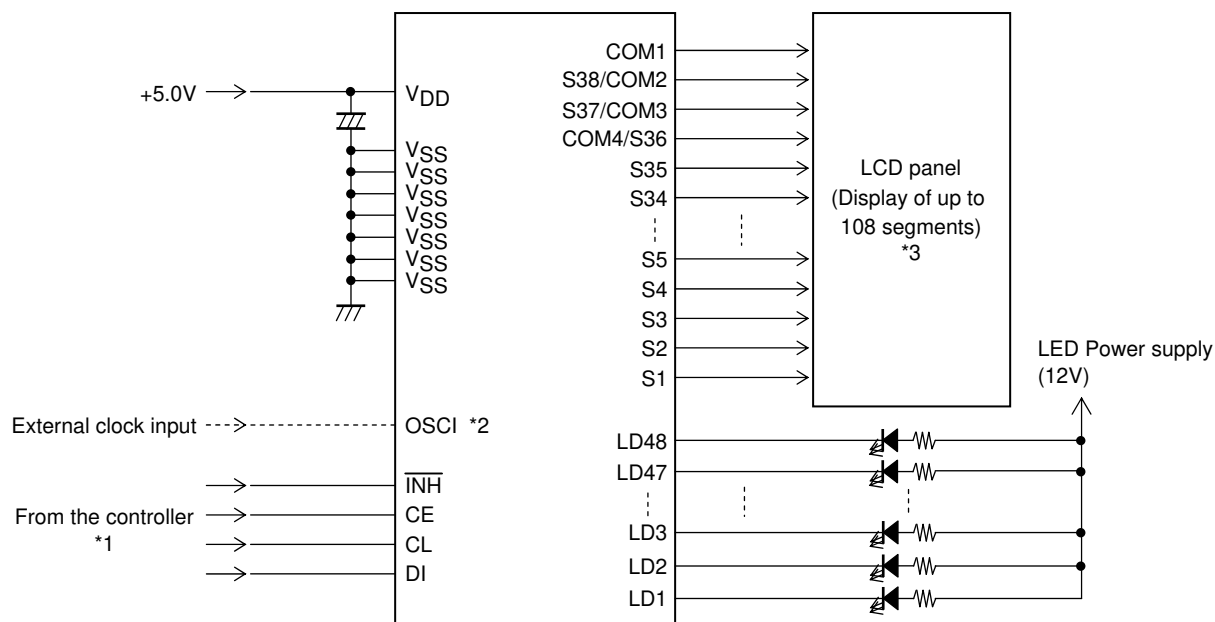 +5.0V
VDD
VSS
VSS
VSS
VSS
VSS
VSS
VSS
External clock input
OSCI *2
From the controller
*1
INH
CE
CL
DI
COM1
S38/COM2
S37/COM3
COM4/S36
S35
S34
S5
S4
S3
S2
S1
LD48
LD47
LD3
LD2
LD1
LCD panel
(Display of up to
108 segments)
*3
LED Power supply
(12V)